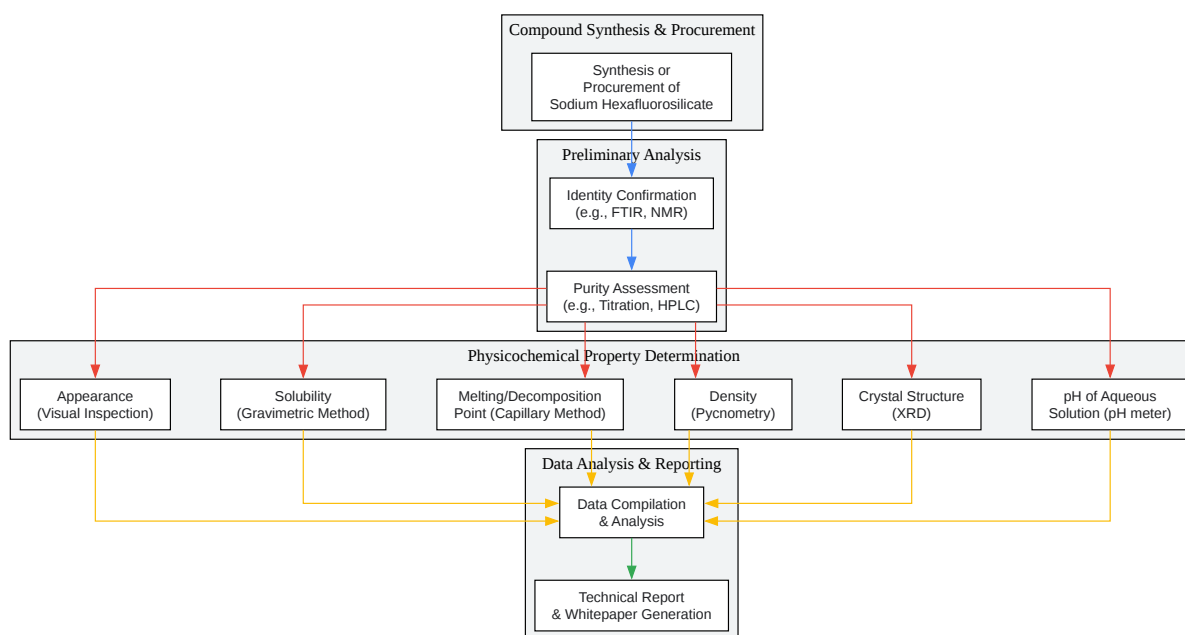 Compound Synthesis & Procurement
Synthesis or
Procurement of
Sodium Hexafluorosilicate
Preliminary Analysis
Identity Confirmation
(e.g., FTIR, NMR)
Purity Assessment
(e.g., Titration, HPLC)
Physicochemical Property Determination
Appearance
(Visual Inspection)
Solubility
(Gravimetric Method)
Melting/Decomposition
Point (Capillary Method)
Density
(Pycnometry)
Crystal Structure
(XRD)
pH of Aqueous
Solution (pH meter)
Data Analysis & Reporting
Data Compilation
& Analysis
Technical Report
& Whitepaper Generation